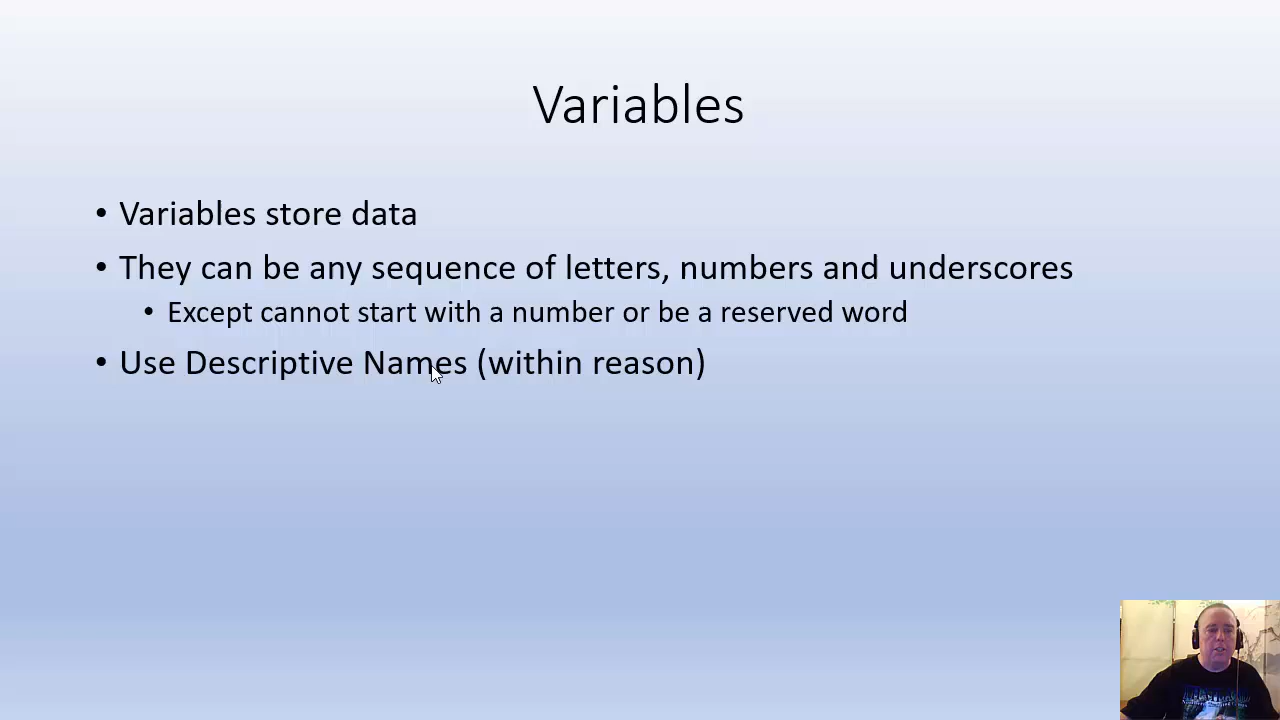 Variables
• Variables store data
• They can be any sequence of letters, numbers and underscores
• Except cannot start with a number or be a reserved word
• Use Descriptive Names (within reason)